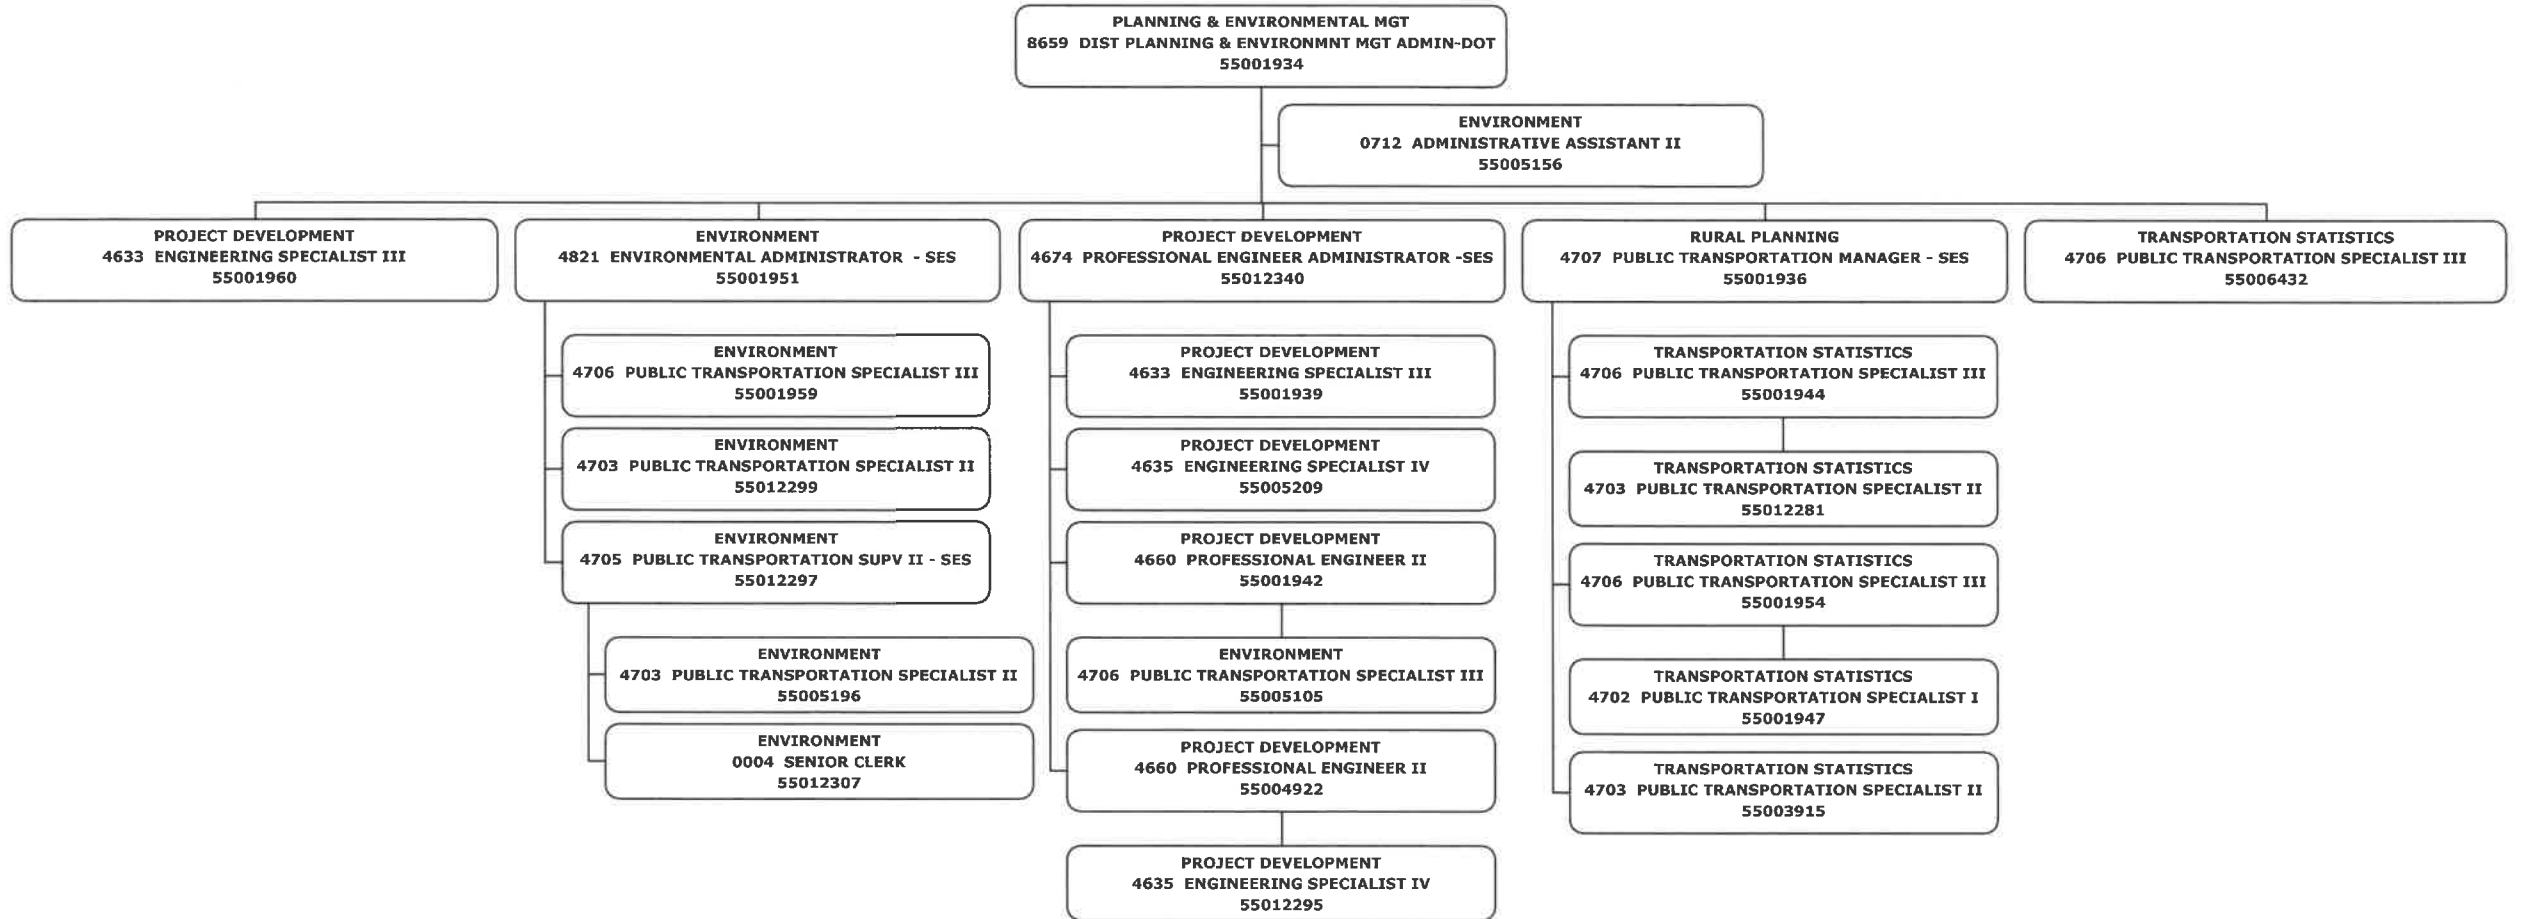 PLANNING & ENVIRONMENTAL MGT
8659 DIST PLANNING & ENVIRONMNT MGT ADMIN-DOT
55001934
ENVIRONMENT
0712 ADMINISTRATIVE ASSISTANT II
55005156
PROJECT DEVELOPMENT
4633 ENGINEERING SPECIALIST III
55001960
ENVIRONMENT
4821 ENVIRONMENTAL ADMINISTRATOR - SES
55001951
PROJECT DEVELOPMENT
4674 PROFESSIONAL ENGINEER ADMINISTRATOR -SES
55012340
RURAL PLANNING
4707 PUBLIC TRANSPORTATION MANAGER - SES
55001936
TRANSPORTATION STATISTICS
4706 PUBLIC TRANSPORTATION SPECIALIST III
55006432
ENVIRONMENT
4706 PUBLIC TRANSPORTATION SPECIALIST III
55001959
ENVIRONMENT
4703 PUBLIC TRANSPORTATION SPECIALIST II
55012299
ENVIRONMENT
4705 PUBLIC TRANSPORTATION SUPV II - SES
55012297
ENVIRONMENT
4703 PUBLIC TRANSPORTATION SPECIALIST II
55005196
ENVIRONMENT
0004 SENIOR CLERK
55012307
PROJECT DEVELOPMENT
4633 ENGINEERING SPECIALIST III
55001939
PROJECT DEVELOPMENT
4635 ENGINEERING SPECIALIST IV
55005209
PROJECT DEVELOPMENT
4660 PROFESSIONAL ENGINEER II
55001942
ENVIRONMENT
4706 PUBLIC TRANSPORTATION SPECIALIST III
55005105
PROJECT DEVELOPMENT
4660 PROFESSIONAL ENGINEER II
55004922
PROJECT DEVELOPMENT
4635 ENGINEERING SPECIALIST IV
55012295
TRANSPORTATION STATISTICS
4706 PUBLIC TRANSPORTATION SPECIALIST III
55001944
TRANSPORTATION STATISTICS
4703 PUBLIC TRANSPORTATION SPECIALIST II
55012281
TRANSPORTATION STATISTICS
4706 PUBLIC TRANSPORTATION SPECIALIST III
55001954
TRANSPORTATION STATISTICS
4702 PUBLIC TRANSPORTATION SPECIALIST I
55001947
TRANSPORTATION STATISTICS
4703 PUBLIC TRANSPORTATION SPECIALIST II
55003915